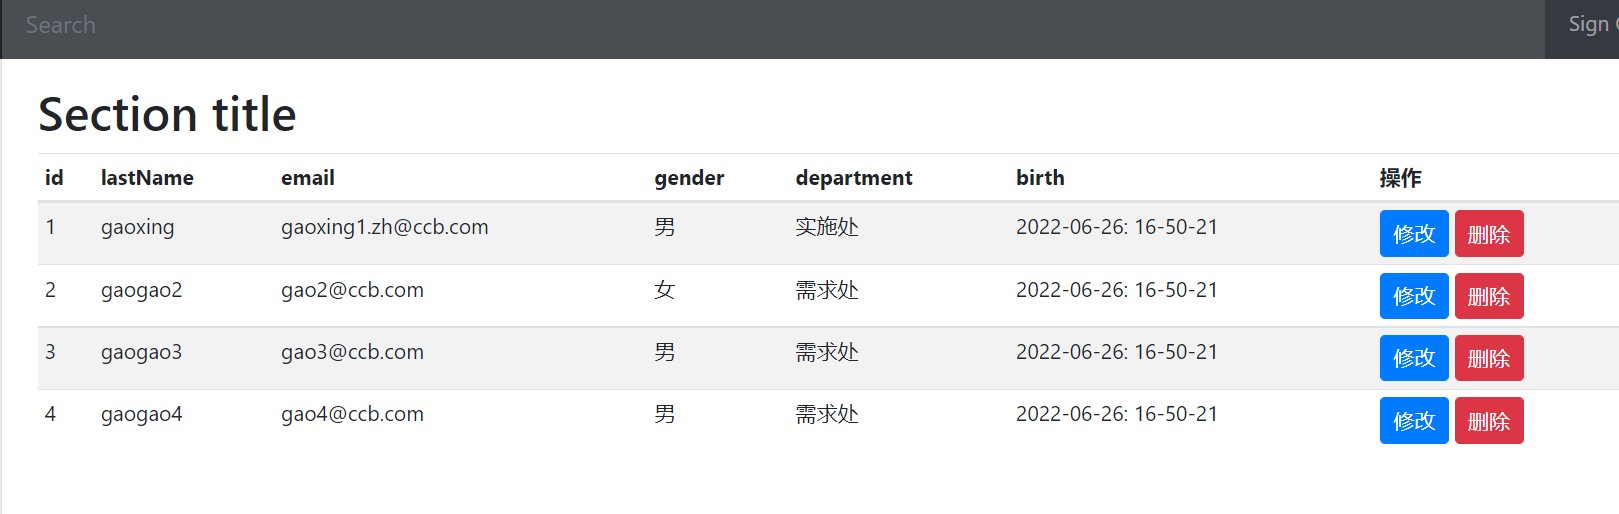 Search Sign
Section title
id lastName email gender department birth 操作
1 gaoxing gaoxing1.zh@ccb.com 男 实施处 2022-06-26: 16-50-21 修改 删除
2 gaogao2 gao2@ccb.com 女 需求处 2022-06-26: 16-50-21 修改 删除
3 gaogao3 gao3@ccb.com 男 需求处 2022-06-26: 16-50-21 修改 删除
4 gaogao4 gao4@ccb.com 男 需求处 2022-06-26: 16-50-21 修改 删除